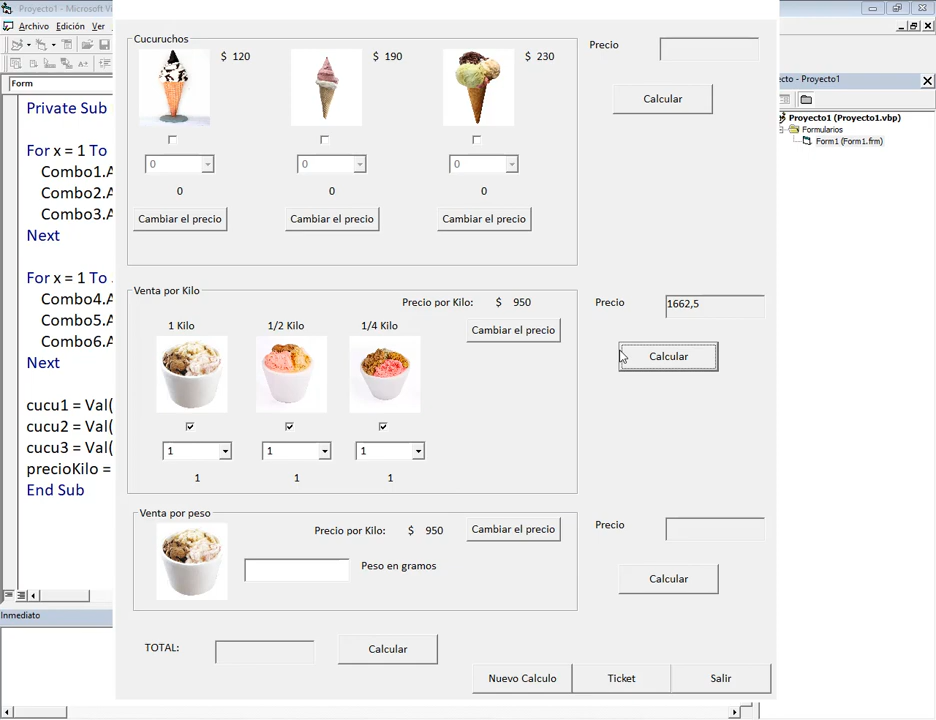 Proyecto1 - Microsoft
Archivo Edición Ver
Form
Private Sub
For x = 1 To
Combo1.A
Combo2.A
Combo3.A
Next
For x = 1 To
Combo4.A
Combo5.A
Combo6.A
Next
cucu1 = Val(
cucu2 = Val(
cucu3 = Val(
precioKilo =
End Sub
Inmediato
Cucuruchos
$ 120 $ 190 $ 230
0 0 0
0 0 0
Cambiar el precio Cambiar el precio Cambiar el precio
Precio
Calcular
Venta por Kilo
Precio por Kilo: $ 950
1 Kilo 1/2 Kilo 1/4 Kilo
Cambiar el precio
1 1 1
1 1 1
Precio 1662,5
Calcular
Venta por peso
Precio por Kilo: $ 950
Cambiar el precio
Peso en gramos
Precio
Calcular
TOTAL:
Calcular
Nuevo Calculo Ticket Salir
ecto - Proyecto1
Proyecto1 (Proyecto1.vbp)
Formularios
Form1 (Form1.frm)